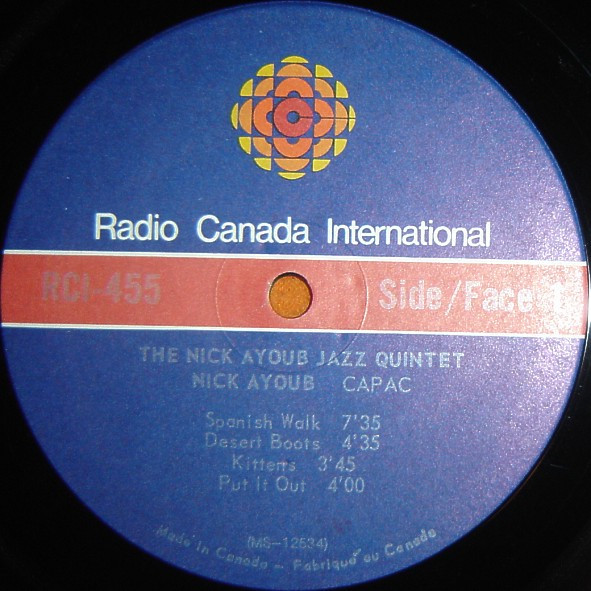 Radio Canada International
RCI-455 Side/Face 1
THE NICK AYOUB JAZZ QUINTET
NICK AYOUB CAPAC
Spanish Walk 7'35
Desert Boots 4'35
Kittens 3'45
Put It Out 4'00
(MS-12534)
Made in Canada - Fabriqué au Canada